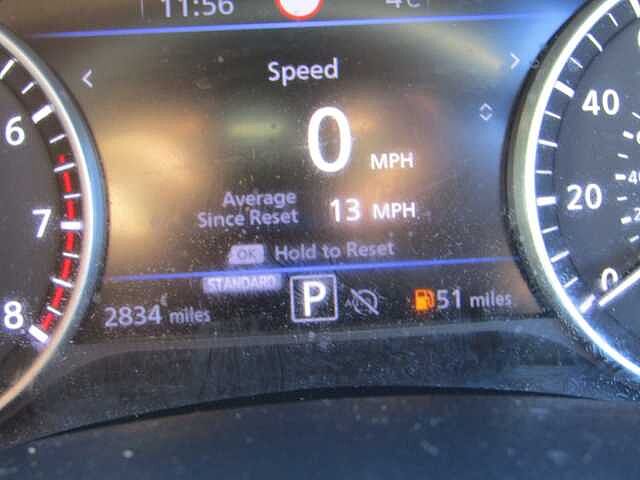 11:56 4°C
< Speed >
0 MPH
Average
Since Reset 13 MPH
OK Hold to Reset
STANDARD
2834 miles P 51 miles
6
7
8
40
20
0